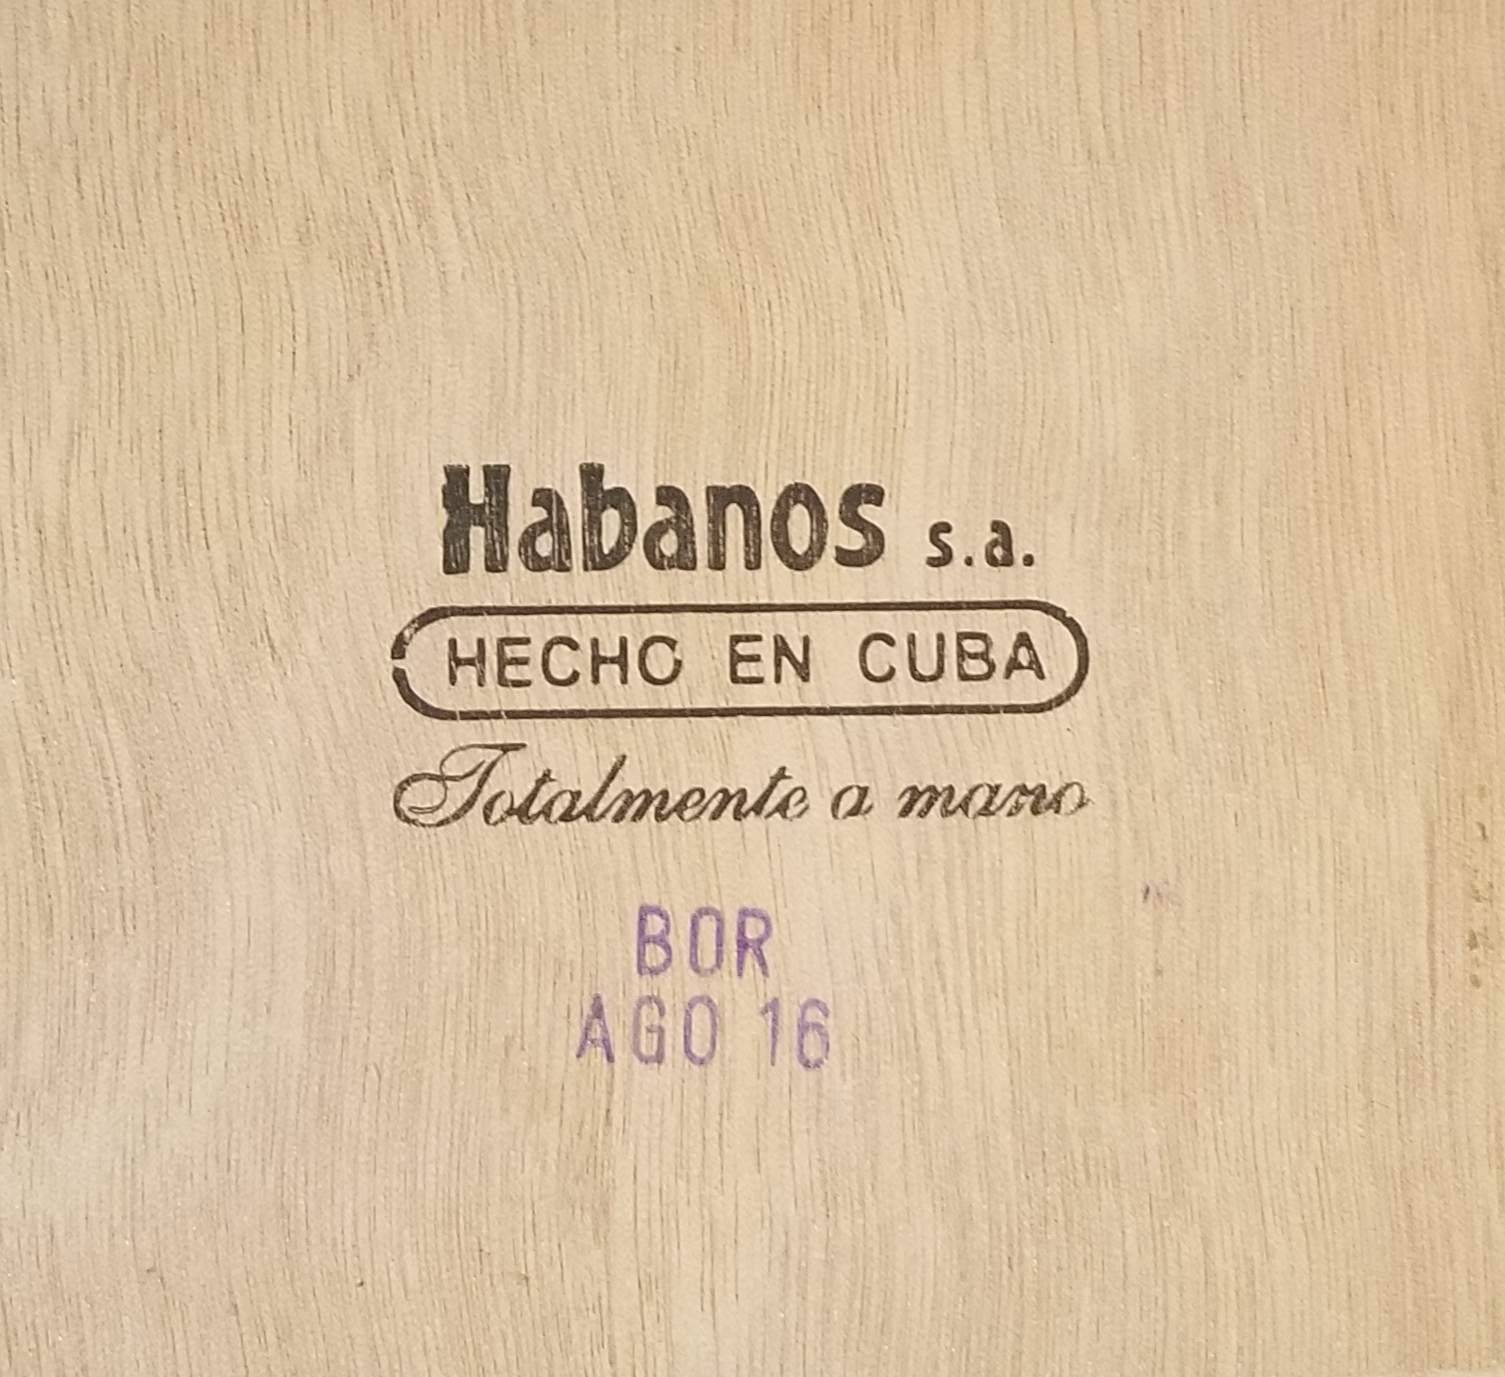 Habanos s.a.
HECHO EN CUBA
Totalmente a mano
BOR
AGO 16